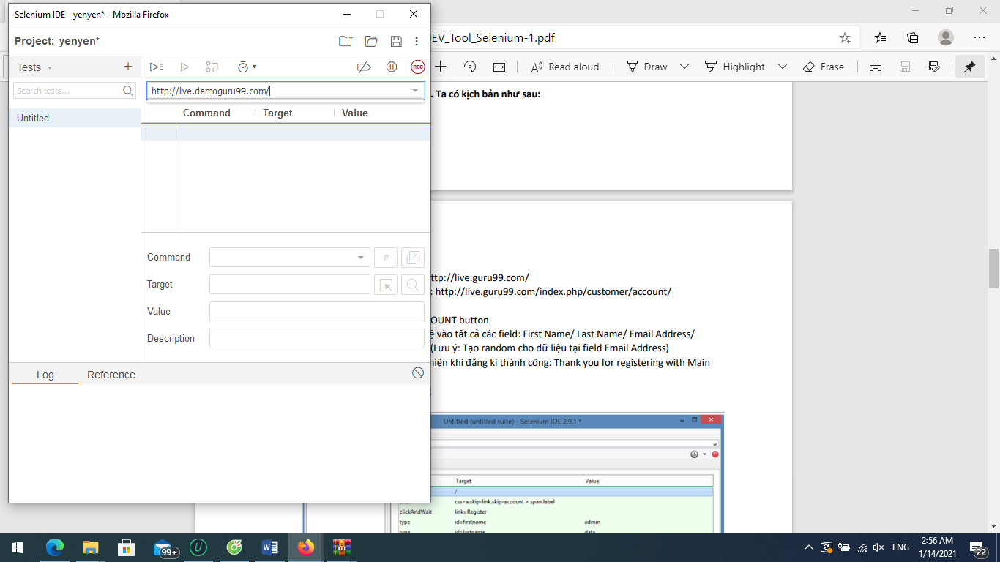 Selenium IDE - yenyen* - Mozilla Firefox
Project: yenyen*
Tests
Search tests...
Untitled
REC
http://live.demoguru99.com/
Command Target Value
Command
//
Target
Value
Description
Log Reference
DEV_Tool_Selenium-1.pdf
Read aloud Draw Highlight Erase
. Ta có kịch bản như sau:
ttp://live.guru99.com/
: http://live.guru99.com/index.php/customer/account/
OUNT button
ệ vào tất cả các field: First Name/ Last Name/ Email Address/
(Lưu ý: Tạo random cho dữ liệu tại field Email Address)
hiện khi đăng kí thành công: Thank you for registering with Main
Untitled (untitled suite) - Selenium IDE 2.9.1 *
Target Value
/
css=a.skip-link.skip-account > span.label
clickAndWait link=Register
type id=firstname admin
type id=lastname data
99+
ENG
2:56 AM
1/14/2021
22